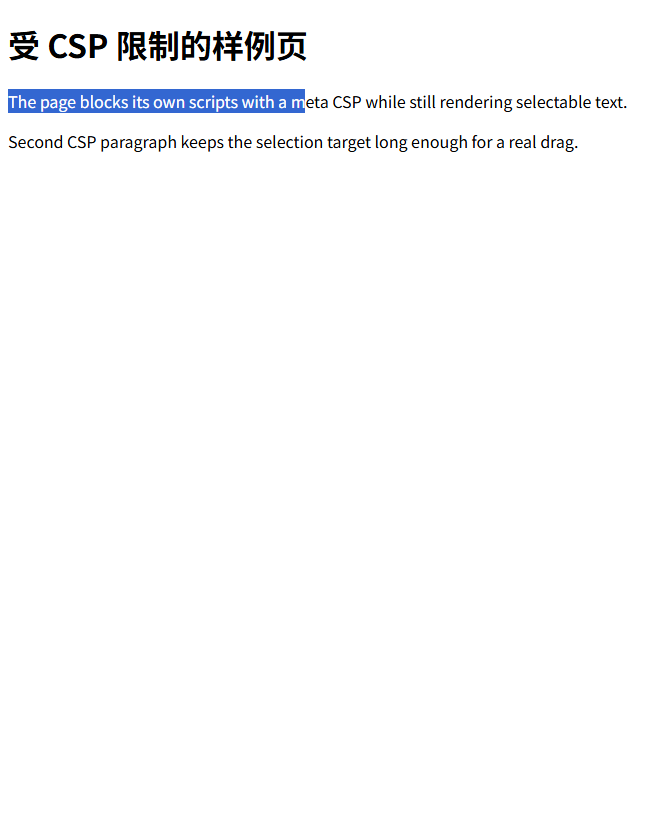 受 CSP 限制的样例页
The page blocks its own scripts with a meta CSP while still rendering selectable text.
Second CSP paragraph keeps the selection target long enough for a real drag.